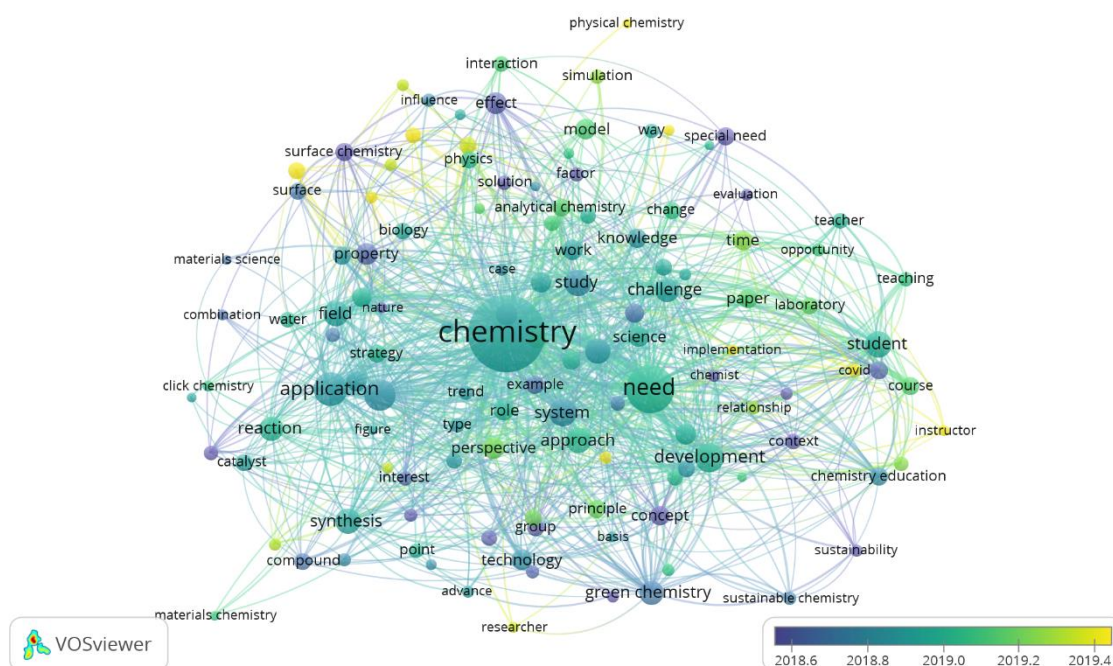 physical chemistry
interaction
simulation
influence
effect
model
way
special need
surface chemistry
physics
factor
solution
surface
evaluation
analytical chemistry
change
teacher
biology
knowledge
time
work
opportunity
property
materials science
case
study
challenge
teaching
paper
laboratory
nature
combination
water
field
chemistry
science
student
strategy
implementation
covid
chemist
click chemistry
application
trend
example
need
course
relationship
role
system
reaction
figure
type
instructor
perspective
approach
context
development
catalyst
interest
chemistry education
principle
synthesis
group
concept
basis
point
sustainability
compound
technology
advance
green chemistry
sustainable chemistry
materials chemistry
researcher
VOSviewer
2018.6 2018.8 2019.0 2019.2 2019.4